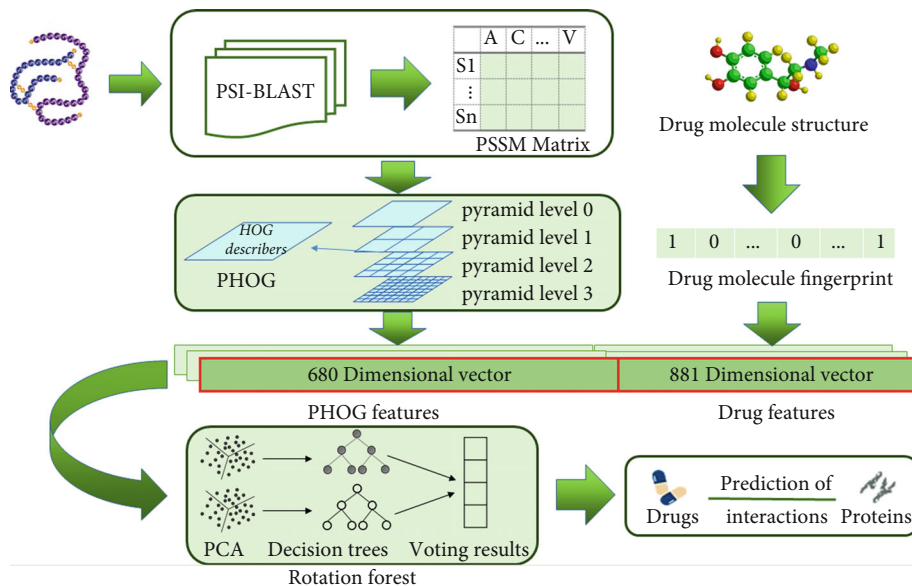 PSI-BLAST
A C ... V
S1
⋮
Sn
PSSM Matrix
Drug molecule structure
HOG
describers
PHOG
pyramid level 0
pyramid level 1
pyramid level 2
pyramid level 3
1 0 ... 0 ... 1
Drug molecule fingerprint
680 Dimensional vector
881 Dimensional vector
PHOG features
Drug features
PCA
Decision trees
Voting results
Rotation forest
Drugs
Prediction of
interactions
Proteins